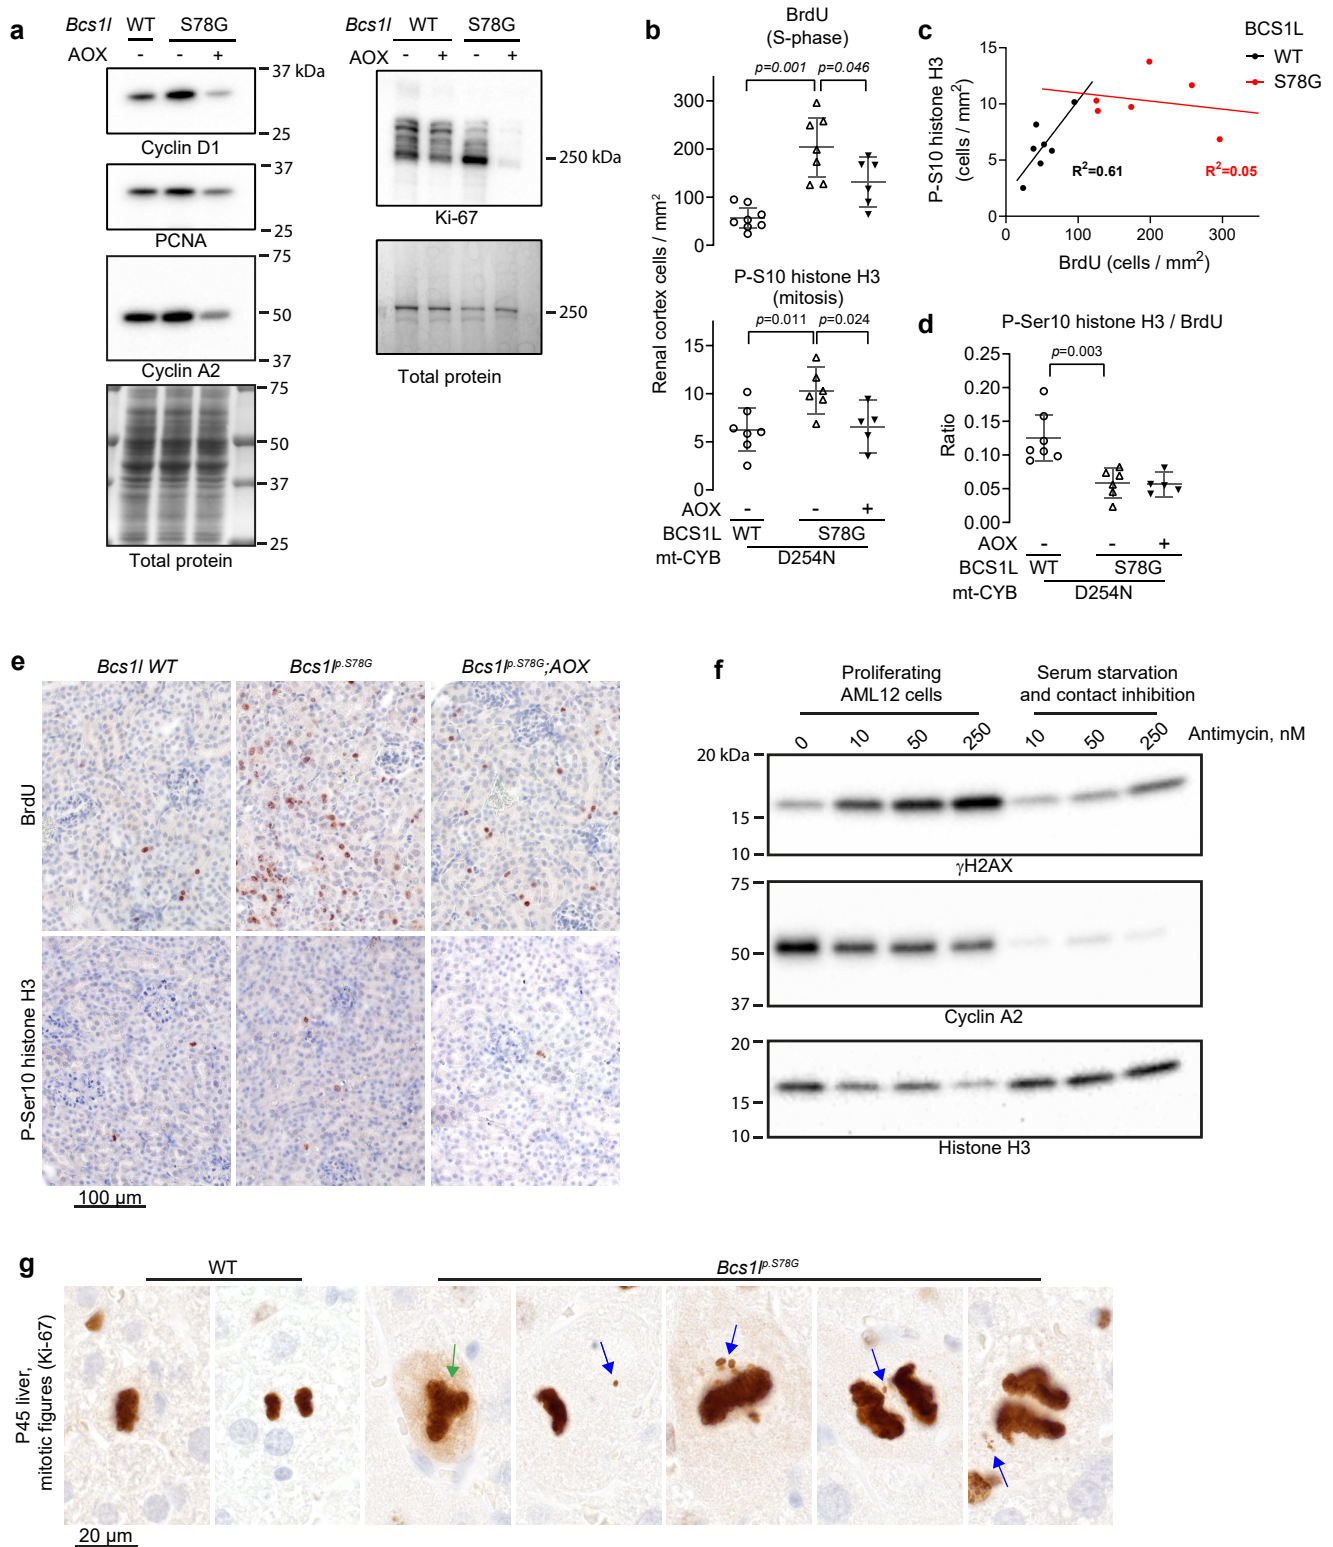 a
Bcs1l WT S78G
AOX - - +
37 kDa
25
Cyclin D1
37
25
PCNA
75
50
37
Cyclin A2
75
50
37
25
Total protein
Bcs1l WT S78G
AOX - + - +
250 kDa
Ki-67
250
Total protein
b
BrdU
(S-phase)
p=0.001 p=0.046
300
200
100
0
Renal cortex cells / mm²
P-S10 histone H3
(mitosis)
p=0.011 p=0.024
15
10
5
0
AOX - - +
BCS1L WT S78G
mt-CYB D254N
c
BCS1L
WT
S78G
P-S10 histone H3
(cells / mm²)
15
10
5
0
R²=0.61 R²=0.05
0 100 200 300
BrdU (cells / mm²)
d
P-Ser10 histone H3 / BrdU
p=0.003
Ratio
0.25
0.20
0.15
0.10
0.05
0.00
AOX - - +
BCS1L WT S78G
mt-CYB D254N
e
Bcs1l WT Bcs1lᵖ·ˢ⁷⁸ᴳ Bcs1lᵖ·ˢ⁷⁸ᴳ;AOX
BrdU
P-Ser10 histone H3
100 µm
f
Proliferating
AML12 cells
Serum starvation
and contact inhibition
0 10 50 250 10 50 250 Antimycin, nM
20 kDa
15
10
γH2AX
75
50
37
Cyclin A2
20
15
10
Histone H3
g
WT Bcs1lᵖ·ˢ⁷⁸ᴳ
P45 liver,
mitotic figures (Ki-67)
20 µm